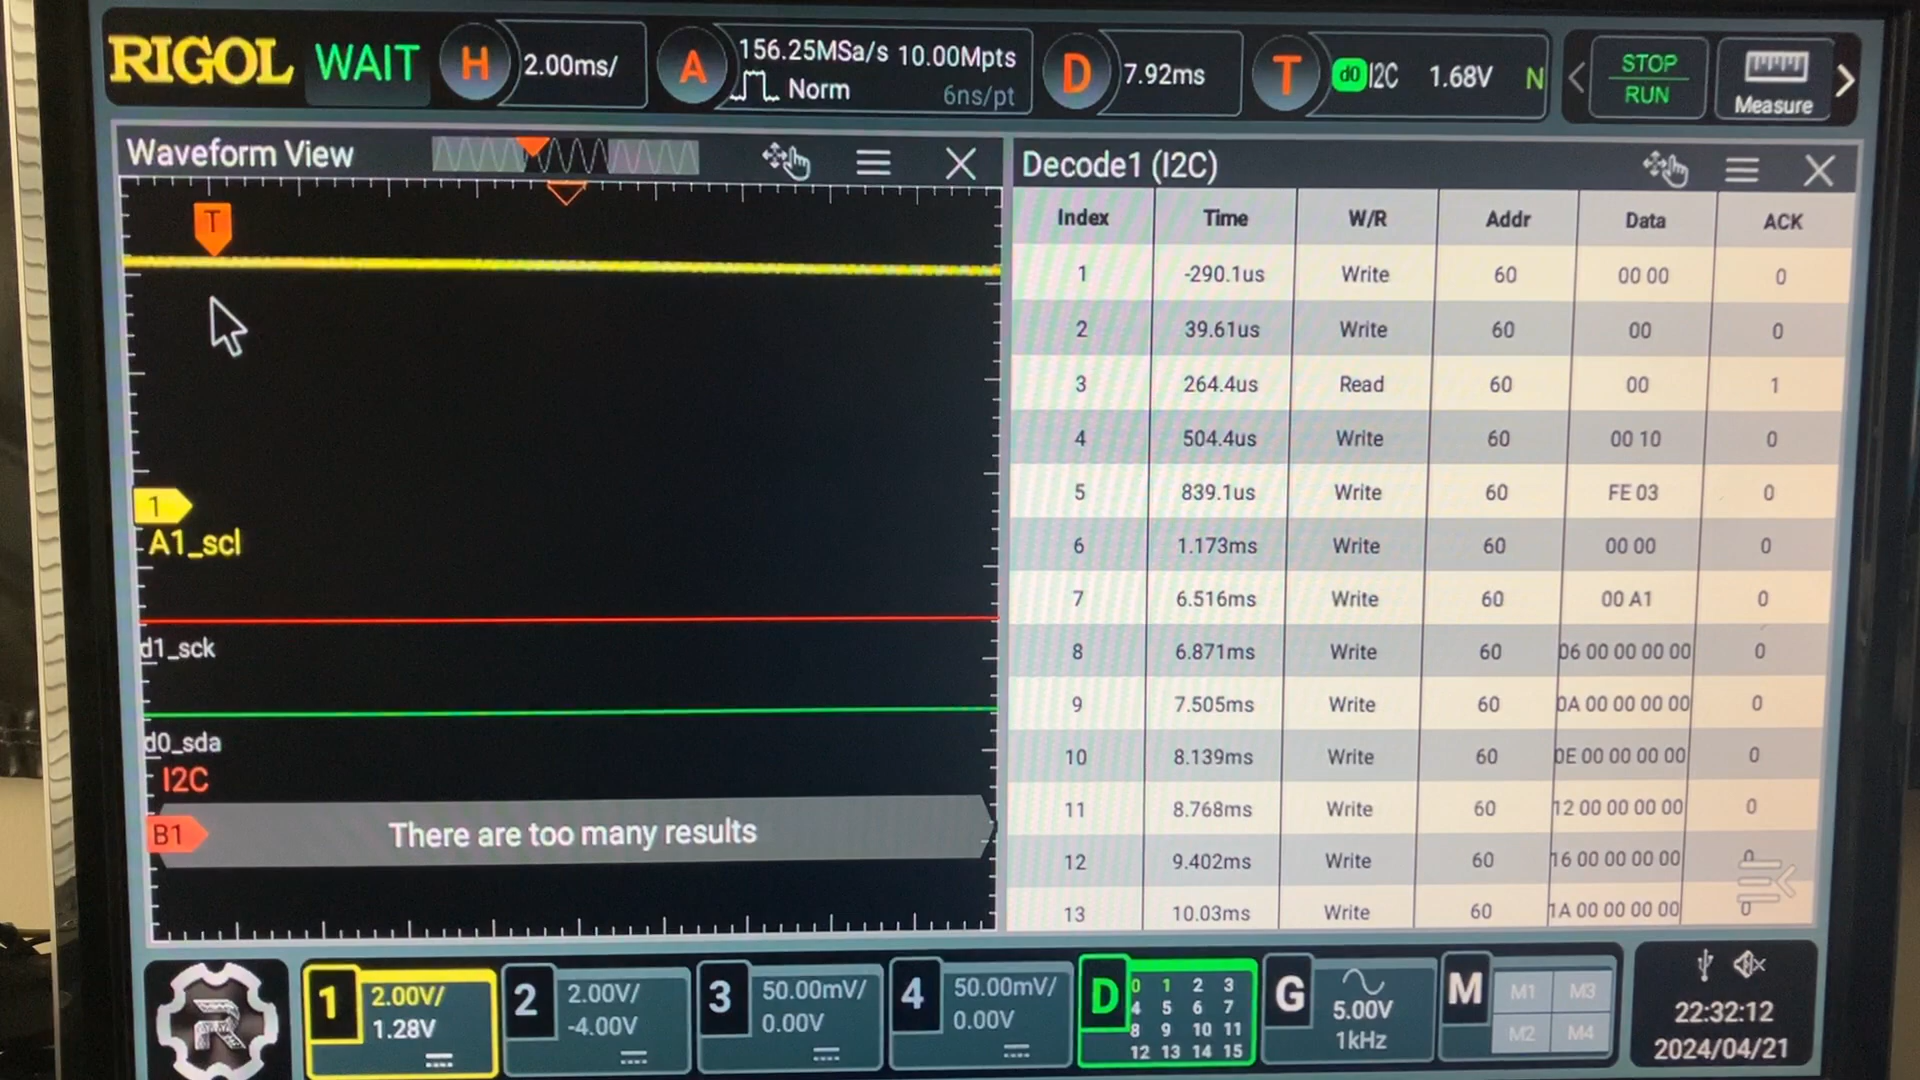 RIGOL WAIT H 2.00ms/ A 156.25MSa/s 10.00Mpts D 7.92ms T d0 I2C 1.68V N STOP Measure
Norm 6ns/pt RUN
Waveform View
T
1
A1_scl
d1_sck
d0_sda
I2C
B1 There are too many results
Decode1 (I2C)
Index Time W/R Addr Data ACK
1 -290.1us Write 60 00 00 0
2 39.61us Write 60 00 0
3 264.4us Read 60 00 1
4 504.4us Write 60 00 10 0
5 839.1us Write 60 FE 03 0
6 1.173ms Write 60 00 00 0
7 6.516ms Write 60 00 A1 0
8 6.871ms Write 60 06 00 00 00 00 0
9 7.505ms Write 60 0A 00 00 00 00 0
10 8.139ms Write 60 0E 00 00 00 00 0
11 8.768ms Write 60 12 00 00 00 00 0
12 9.402ms Write 60 16 00 00 00 00 0
13 10.03ms Write 60 1A 00 00 00 00 0
R
1 2.00V/
1.28V
2 2.00V/
-4.00V
3 50.00mV/
0.00V
4 50.00mV/
0.00V
D 0 1 2 3
4 5 6 7
8 9 10 11
12 13 14 15
G 5.00V
1kHz
M M1 M3
M2 M4
22:32:12
2024/04/21